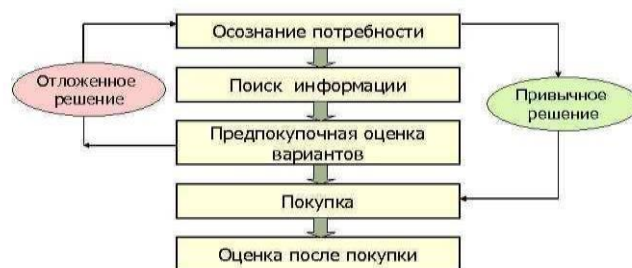 Осознание потребности
Отложенное
решение
Поиск информации
Привычное
решение
Предпокупочная оценка
вариантов
Покупка
Оценка после покупки